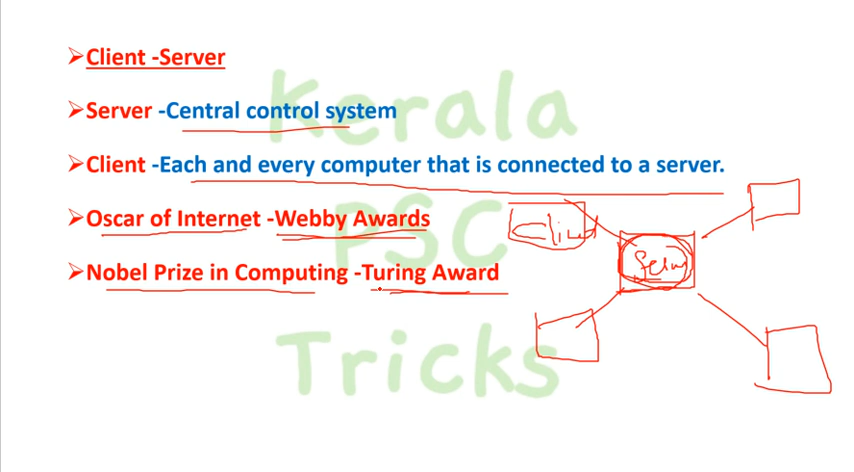 Client -Server
Server -Central control system
Client -Each and every computer that is connected to a server.
Oscar of Internet -Webby Awards
Nobel Prize in Computing -Turing Award
Kerala
PSC
Tricks